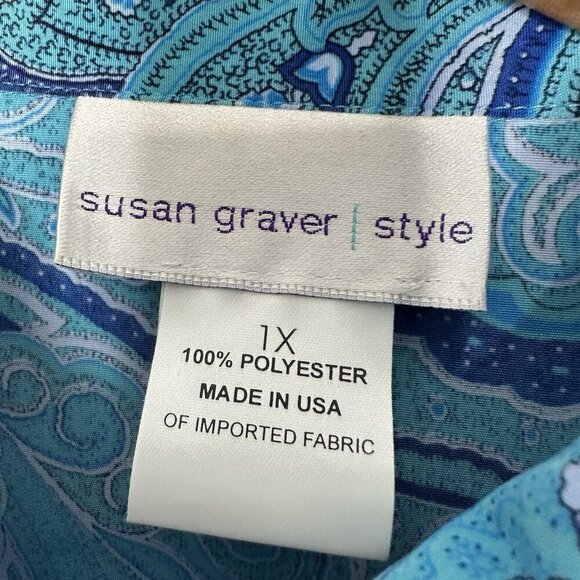 susan graver | style
1X
100% POLYESTER
MADE IN USA
OF IMPORTED FABRIC